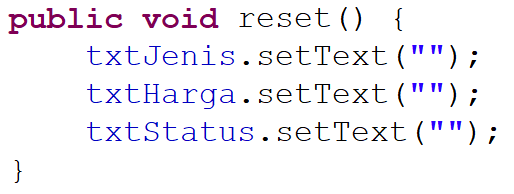 public void reset() {
    txtJenis.setText("");
    txtHarga.setText("");
    txtStatus.setText("");
}